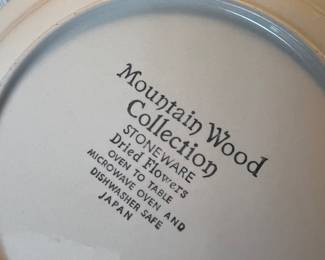 Mountain Wood
Collection
STONEWARE
Dried Flowers
OVEN TO TABLE
MICROWAVE OVEN AND
DISHWASHER SAFE
JAPAN